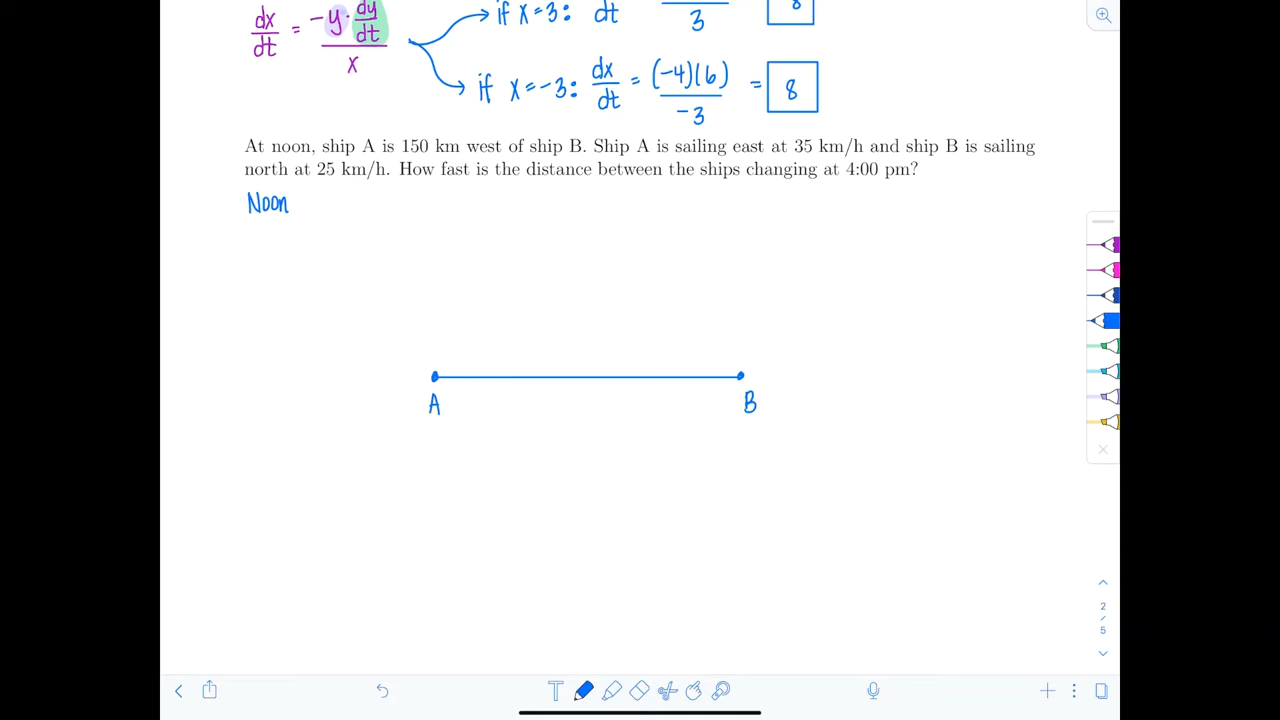 dx/dt = -y · dy/dt / x
if x=3: dt 3 8
if x=-3: dx/dt = (-4)(6) / -3 = 8
At noon, ship A is 150 km west of ship B. Ship A is sailing east at 35 km/h and ship B is sailing
north at 25 km/h. How fast is the distance between the ships changing at 4:00 pm?
Noon
A B
2
/
5
T